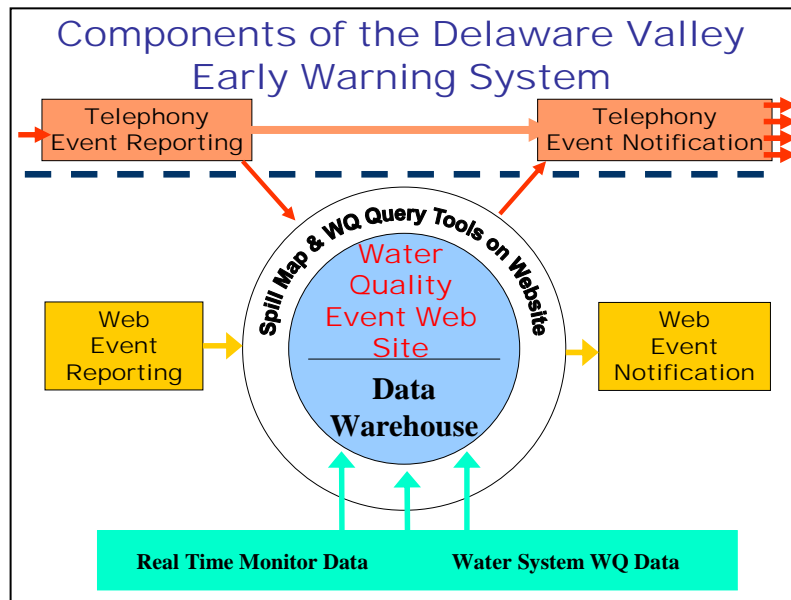 Components of the Delaware Valley
Early Warning System
Telephony
Event Reporting
Telephony
Event Notification
Spill Map & WQ Query Tools on Website
Water
Quality
Event Web
Site
Data
Warehouse
Web
Event
Reporting
Web
Event
Notification
Real Time Monitor Data
Water System WQ Data